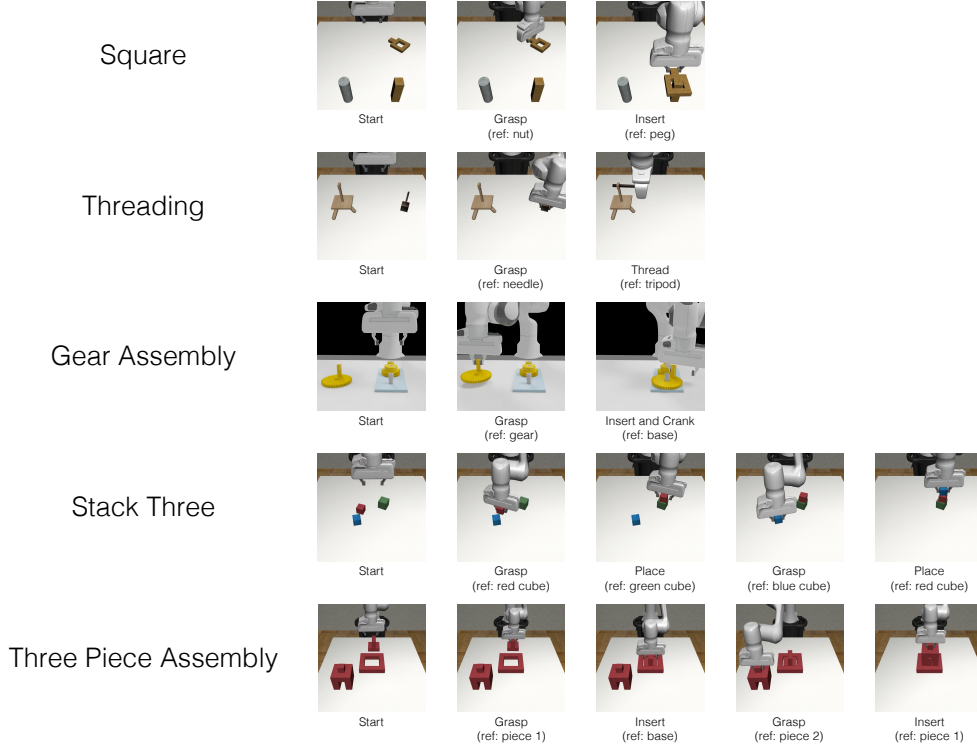 Square
Start
Grasp
(ref: nut)
Insert
(ref: peg)
Threading
Start
Grasp
(ref: needle)
Thread
(ref: tripod)
Gear Assembly
Start
Grasp
(ref: gear)
Insert and Crank
(ref: base)
Stack Three
Start
Grasp
(ref: red cube)
Place
(ref: green cube)
Grasp
(ref: blue cube)
Place
(ref: red cube)
Three Piece Assembly
Start
Grasp
(ref: piece 1)
Insert
(ref: base)
Grasp
(ref: piece 2)
Insert
(ref: piece 1)